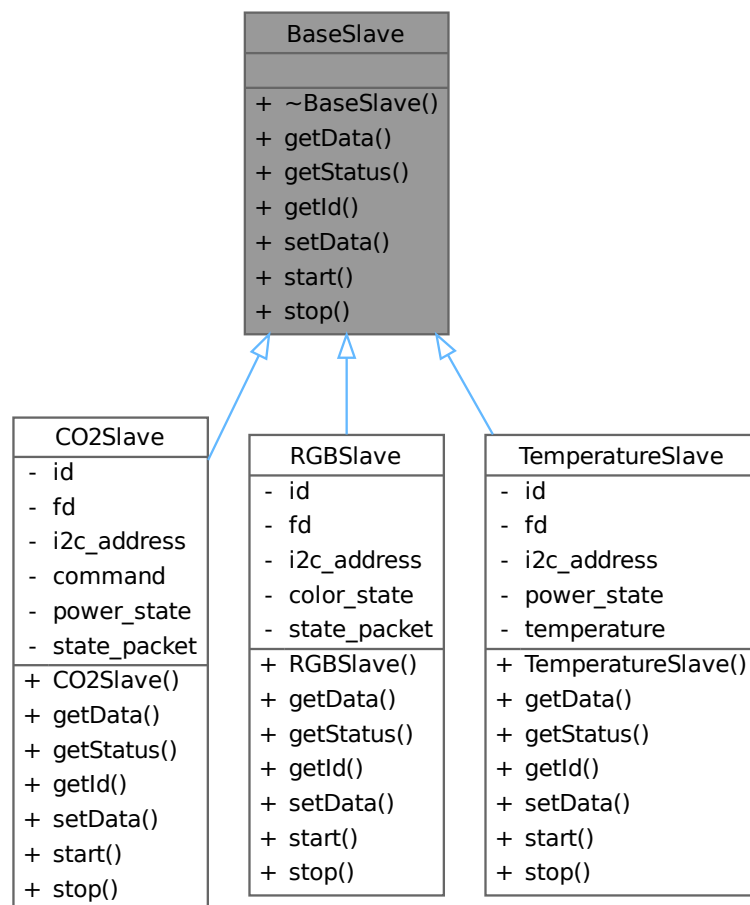 BaseSlave
+ ~BaseSlave()
+ getData()
+ getStatus()
+ getId()
+ setData()
+ start()
+ stop()
CO2Slave
- id
- fd
- i2c_address
- command
- power_state
- state_packet
+ CO2Slave()
+ getData()
+ getStatus()
+ getId()
+ setData()
+ start()
+ stop()
RGBSlave
- id
- fd
- i2c_address
- color_state
- state_packet
+ RGBSlave()
+ getData()
+ getStatus()
+ getId()
+ setData()
+ start()
+ stop()
TemperatureSlave
- id
- fd
- i2c_address
- power_state
- temperature
+ TemperatureSlave()
+ getData()
+ getStatus()
+ getId()
+ setData()
+ start()
+ stop()